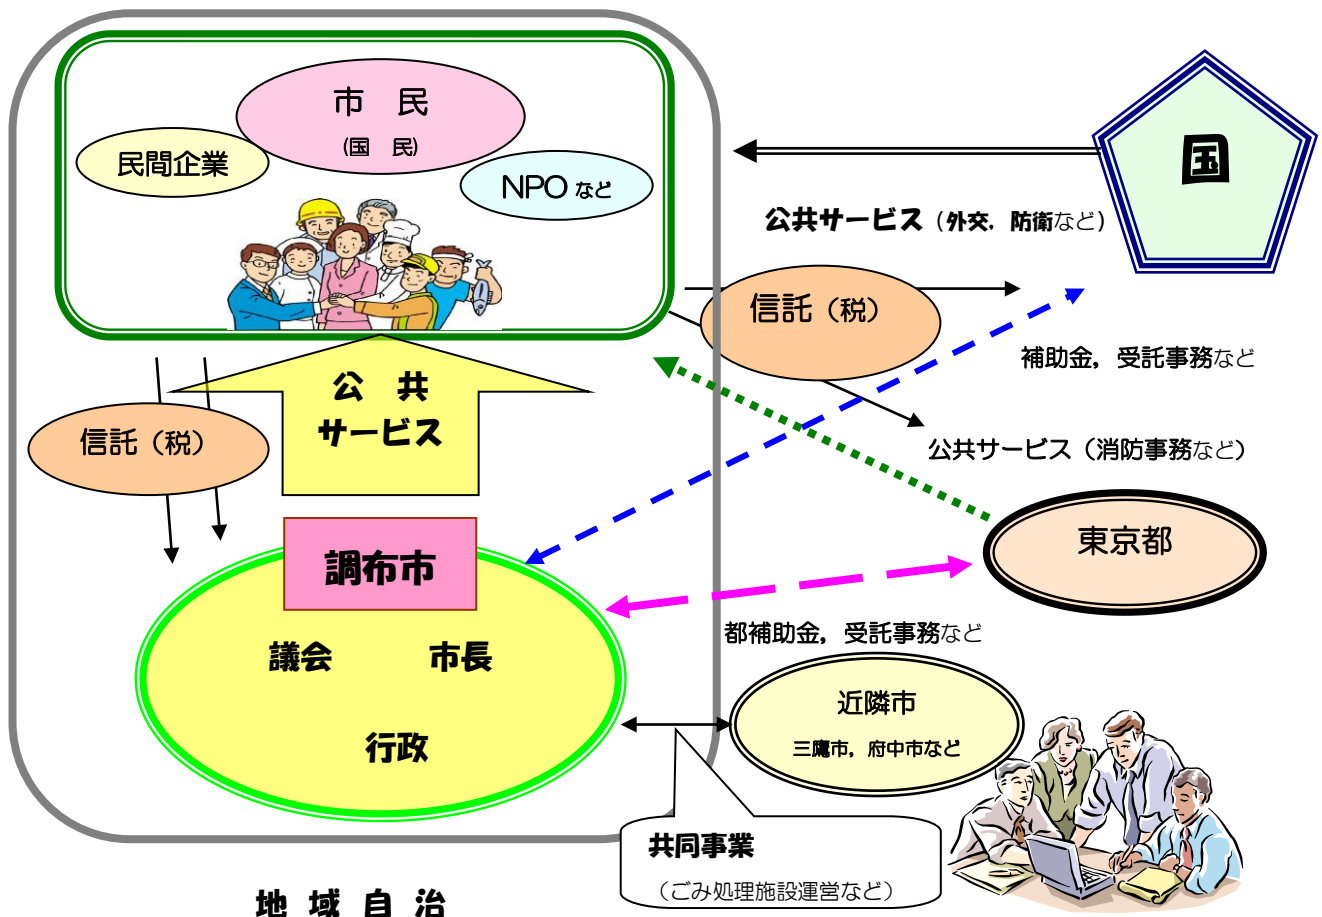 市　民
(国　民)
民間企業
NPO など
国
公共サービス（外交，防衛など）
信託（税）
補助金，受託事務など
公　共
サービス
信託（税）
公共サービス（消防事務など）
東京都
調布市
議会
市長
行政
都補助金，受託事務など
近隣市
三鷹市，府中市など
共同事業
（ごみ処理施設運営など）
地 域 自 治